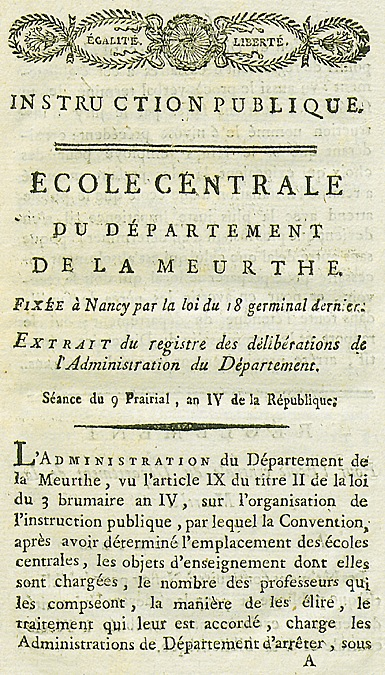 ÉGALITÉ. LIBERTÉ.
INSTRUCTION PUBLIQUE.
ÉCOLE CENTRALE
DU DÉPARTEMENT
DE LA MEURTHE.
FIXÉE à Nancy par la loi du 18 germinal dernier.
EXTRAIT du registre des délibérations de
l'Administration du Département.
Séance du 9 Prairial, an IV de la République.
L'ADMINISTRATION du Département de
la Meurthe, vu l'article IX du titre II de la loi
du 3 brumaire an IV, sur l'organisation de
l'instruction publique, par lequel la Convention,
après avoir déterminé l'emplacement des écoles
centrales, les objets d'enseignement dont elles
sont chargées, le nombre des professeurs qui
les compseont, la manière de les élire, le
traitement qui leur est accordé, charge les
Administrations de Département d'arrêter, sous
A